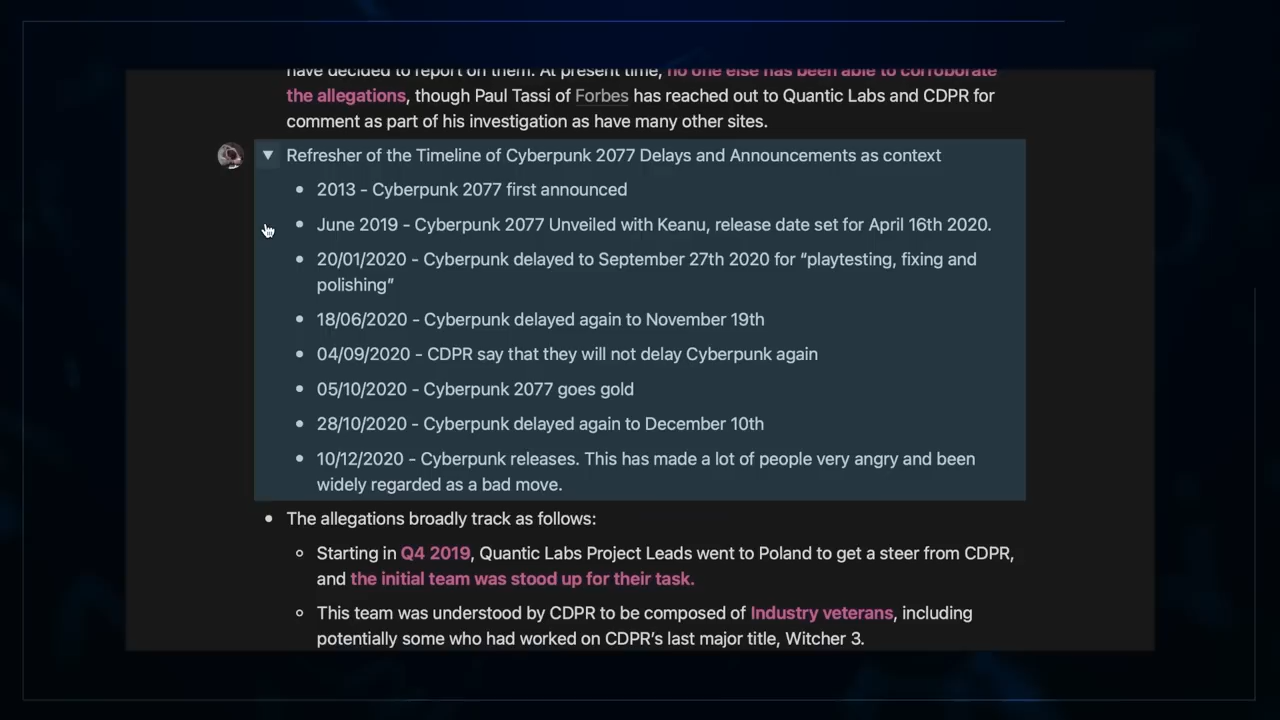 have decided to report on them. At present time, no one else has been able to corroborate
the allegations, though Paul Tassi of Forbes has reached out to Quantic Labs and CDPR for
comment as part of his investigation as have many other sites.
Refresher of the Timeline of Cyberpunk 2077 Delays and Announcements as context
2013 - Cyberpunk 2077 first announced
June 2019 - Cyberpunk 2077 Unveiled with Keanu, release date set for April 16th 2020.
20/01/2020 - Cyberpunk delayed to September 27th 2020 for “playtesting, fixing and
polishing”
18/06/2020 - Cyberpunk delayed again to November 19th
04/09/2020 - CDPR say that they will not delay Cyberpunk again
05/10/2020 - Cyberpunk 2077 goes gold
28/10/2020 - Cyberpunk delayed again to December 10th
10/12/2020 - Cyberpunk releases. This has made a lot of people very angry and been
widely regarded as a bad move.
The allegations broadly track as follows:
Starting in Q4 2019, Quantic Labs Project Leads went to Poland to get a steer from CDPR,
and the initial team was stood up for their task.
This team was understood by CDPR to be composed of Industry veterans, including
potentially some who had worked on CDPR’s last major title, Witcher 3.